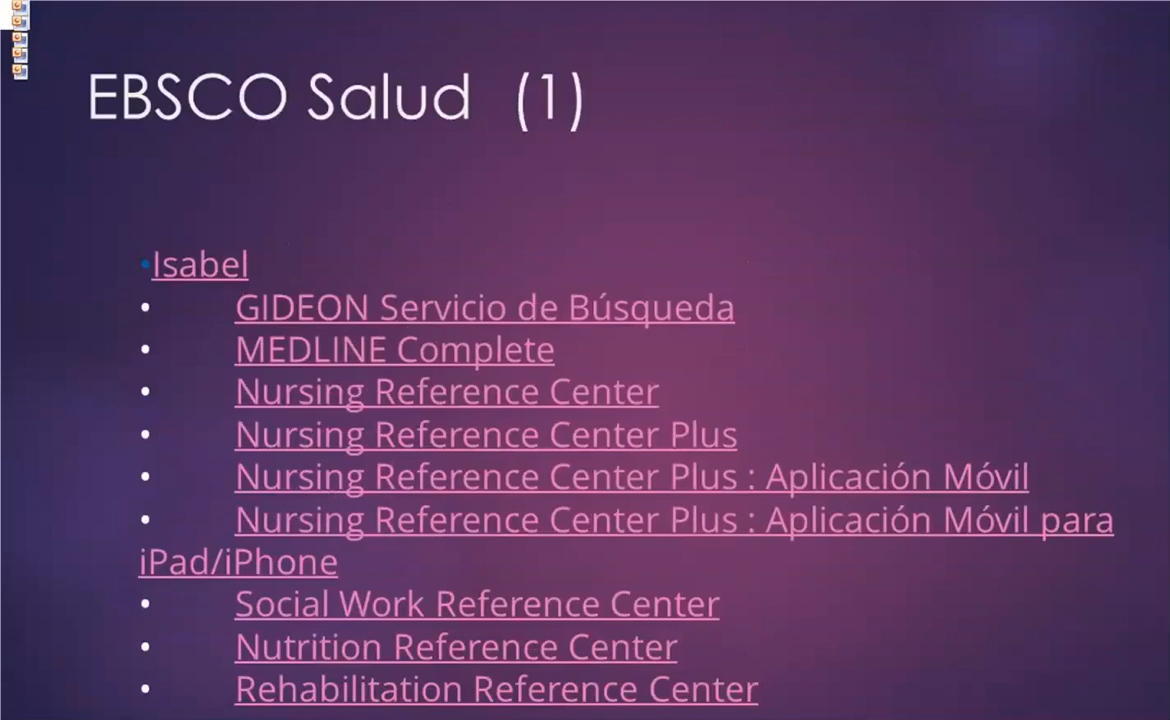 EBSCO Salud (1)
•Isabel
• GIDEON Servicio de Búsqueda
• MEDLINE Complete
• Nursing Reference Center
• Nursing Reference Center Plus
• Nursing Reference Center Plus : Aplicación Móvil
• Nursing Reference Center Plus : Aplicación Móvil para
iPad/iPhone
• Social Work Reference Center
• Nutrition Reference Center
• Rehabilitation Reference Center